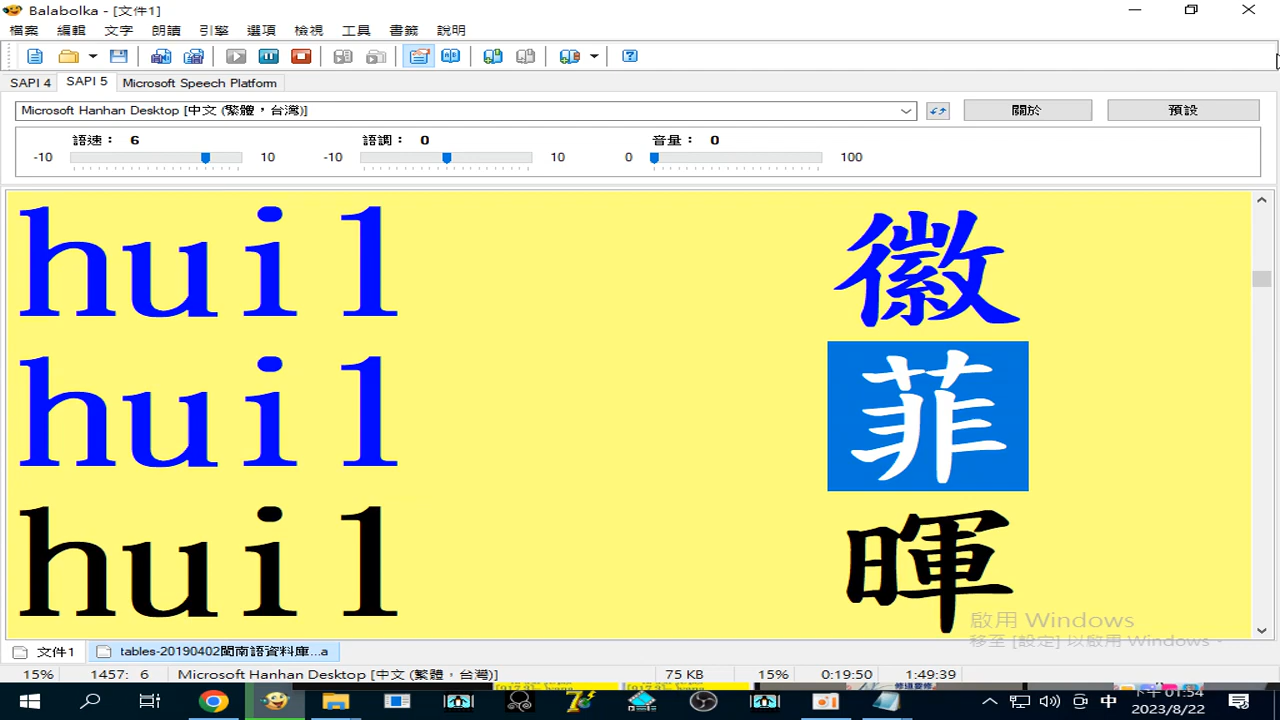 Balabolka - [文件1]
檔案 編輯 文字 朗讀 引擎 選項 檢視 工具 書籤 說明
SAPI 4 SAPI 5 Microsoft Speech Platform
Microsoft Hanhan Desktop [中文 (繁體，台灣)] 關於 預設
語速： 6 語調： 0 音量： 0
-10 10 -10 10 0 100
hui1 徽
hui1 菲
hui1 暉
啟用 Windows
移至 [設定] 以啟用 Windows。
文件1 tables-20190402閩南語資料庫...a
15% 1457: 6 Microsoft Hanhan Desktop [中文 (繁體，台灣)] 75 KB 15% 0:19:50 1:49:39
中 下午 01:54
2023/8/22